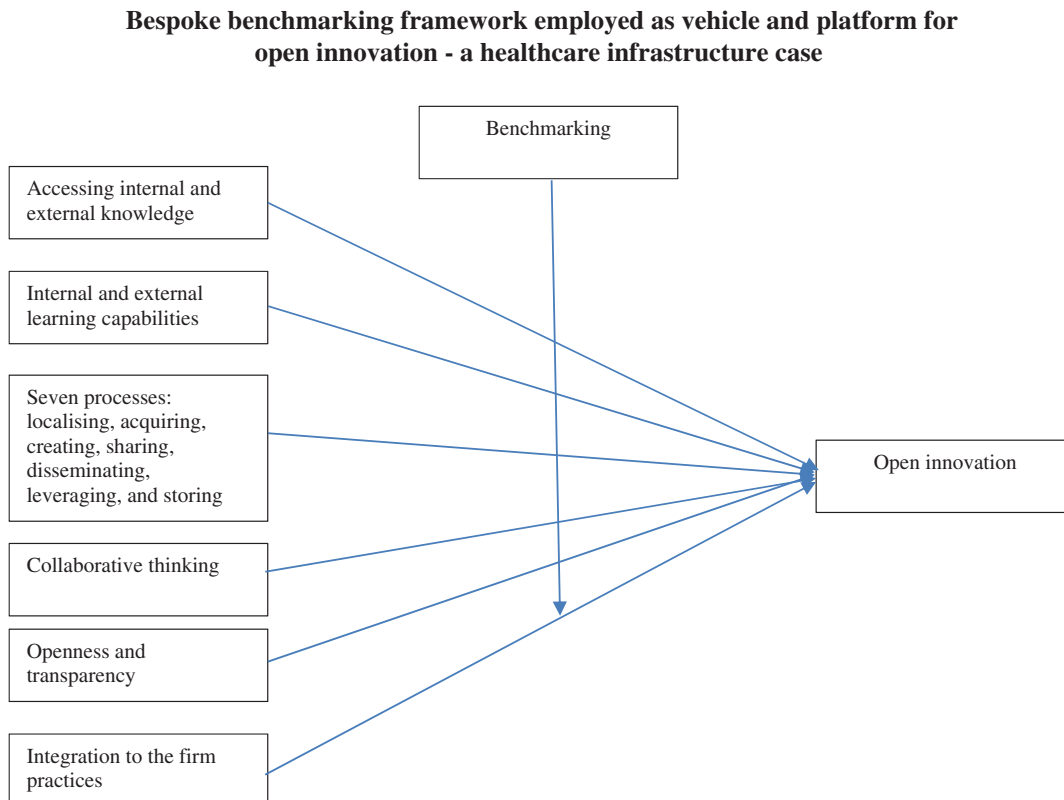 Bespoke benchmarking framework employed as vehicle and platform for
open innovation - a healthcare infrastructure case
Benchmarking
Accessing internal and
external knowledge
Internal and external
learning capabilities
Seven processes:
localising, acquiring,
creating, sharing,
disseminating,
leveraging, and storing
Open innovation
Collaborative thinking
Openness and
transparency
Integration to the firm
practices